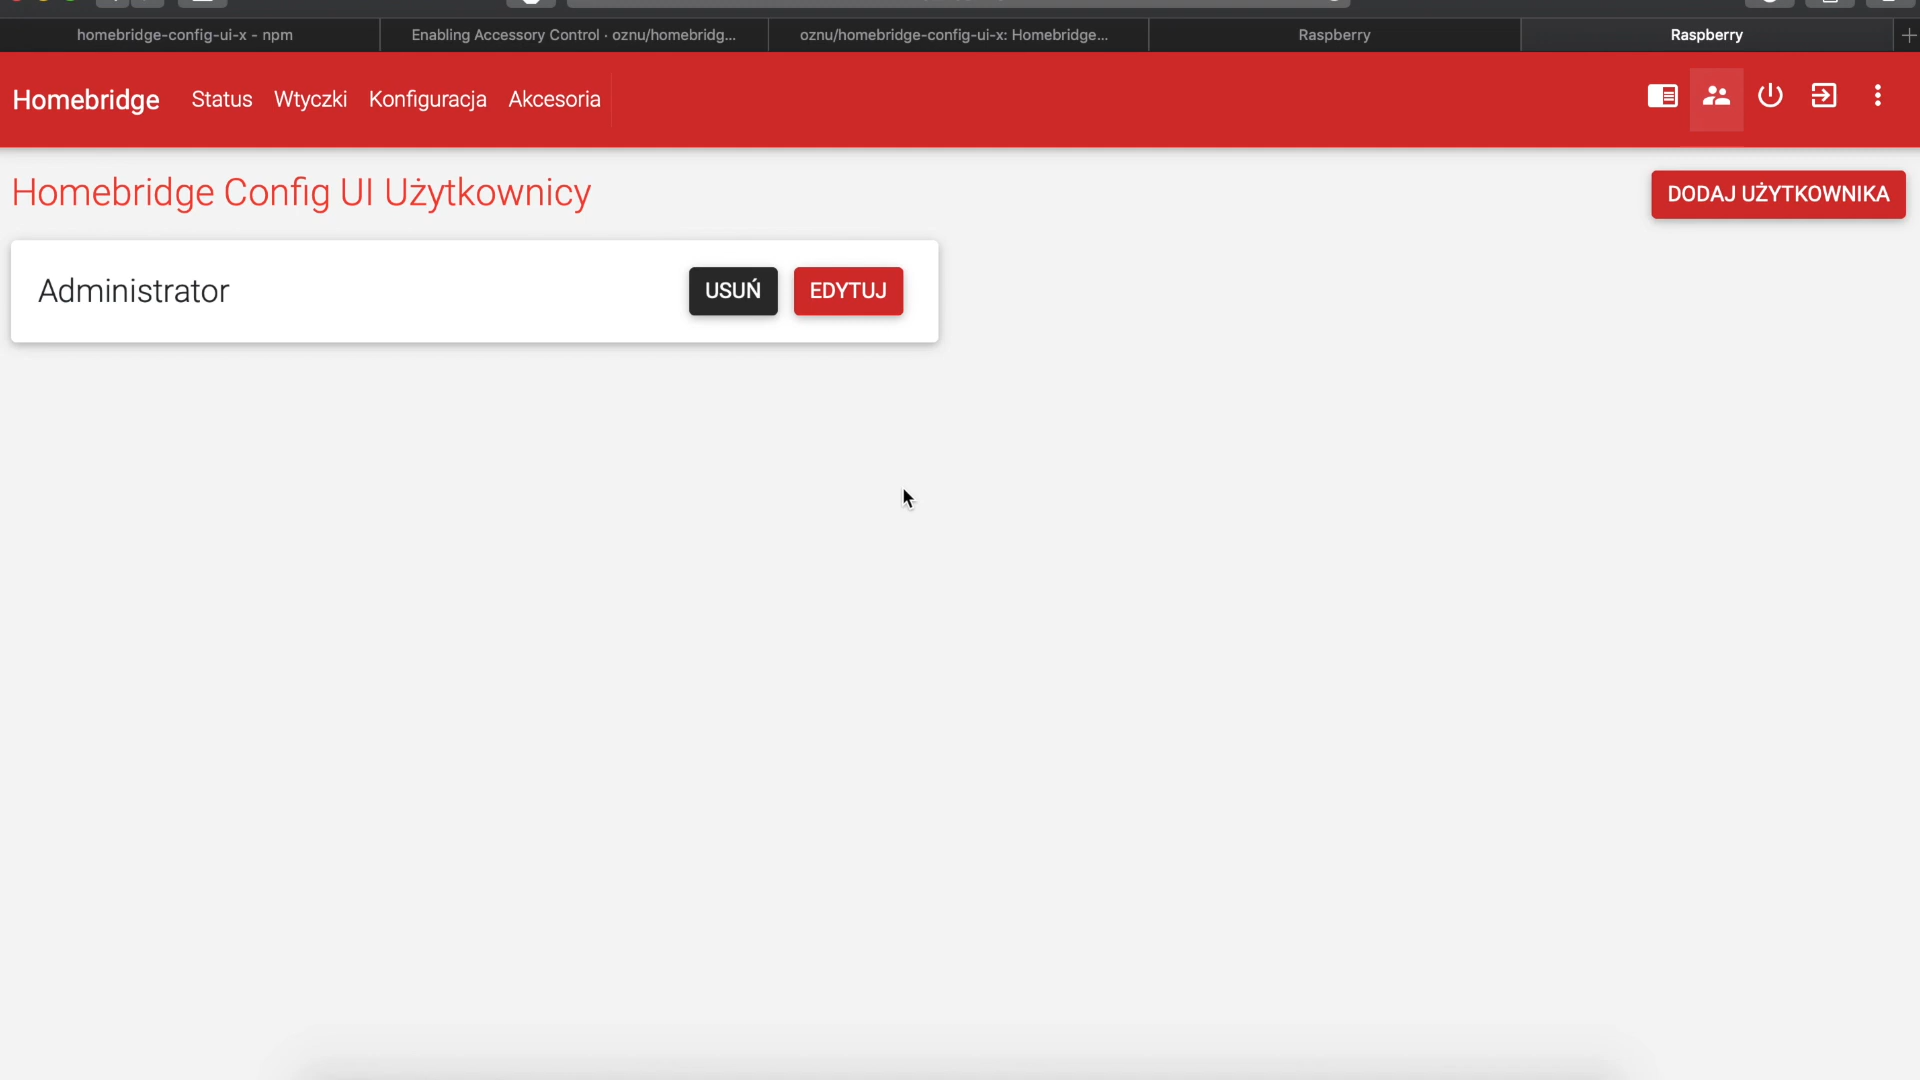 homebridge-config-ui-x - npm
Enabling Accessory Control · oznu/homebridg...
oznu/homebridge-config-ui-x: Homebridge...
Raspberry
Raspberry
Homebridge Status Wtyczki Konfiguracja Akcesoria
Homebridge Config UI Użytkownicy
DODAJ UŻYTKOWNIKA
Administrator
USUŃ
EDYTUJ